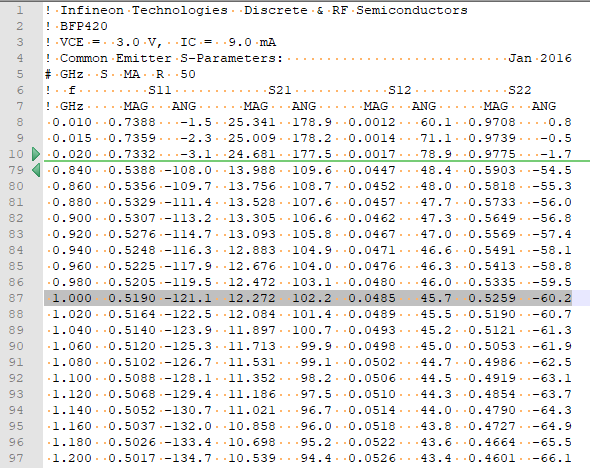 1 ! Infineon Technologies Discrete & RF Semiconductors
2 ! BFP420
3 ! VCE = 3.0 V, IC = 9.0 mA
4 ! Common Emitter S-Parameters: Jan 2016
5 # GHz S MA R 50
6 ! f S11 S21 S12 S22
7 ! GHz MAG ANG MAG ANG MAG ANG MAG ANG
8 0.010 0.7388 -1.5 25.341 178.9 0.0012 60.1 0.9708 0.8
9 0.015 0.7359 -2.3 25.009 178.2 0.0014 71.1 0.9739 -0.5
10 0.020 0.7332 -3.1 24.681 177.5 0.0017 78.9 0.9775 -1.7
79 0.840 0.5388 -108.0 13.988 109.6 0.0447 48.4 0.5903 -54.5
80 0.860 0.5356 -109.7 13.756 108.7 0.0452 48.0 0.5818 -55.3
81 0.880 0.5329 -111.4 13.528 107.6 0.0457 47.7 0.5733 -56.0
82 0.900 0.5307 -113.2 13.305 106.6 0.0462 47.3 0.5649 -56.8
83 0.920 0.5276 -114.7 13.093 105.8 0.0467 47.0 0.5569 -57.4
84 0.940 0.5248 -116.3 12.883 104.9 0.0471 46.6 0.5491 -58.1
85 0.960 0.5225 -117.9 12.676 104.0 0.0476 46.3 0.5413 -58.8
86 0.980 0.5205 -119.5 12.472 103.1 0.0480 46.0 0.5335 -59.5
87 1.000 0.5190 -121.1 12.272 102.2 0.0485 45.7 0.5259 -60.2
88 1.020 0.5164 -122.5 12.084 101.4 0.0489 45.5 0.5190 -60.7
89 1.040 0.5140 -123.9 11.897 100.7 0.0493 45.2 0.5121 -61.3
90 1.060 0.5120 -125.3 11.713 99.9 0.0498 45.0 0.5053 -61.9
91 1.080 0.5102 -126.7 11.531 99.1 0.0502 44.7 0.4986 -62.5
92 1.100 0.5088 -128.1 11.352 98.2 0.0506 44.5 0.4919 -63.1
93 1.120 0.5068 -129.4 11.186 97.5 0.0510 44.3 0.4854 -63.7
94 1.140 0.5052 -130.7 11.021 96.7 0.0514 44.0 0.4790 -64.3
95 1.160 0.5037 -132.0 10.858 96.0 0.0518 43.8 0.4727 -64.9
96 1.180 0.5026 -133.4 10.698 95.2 0.0522 43.6 0.4664 -65.5
97 1.200 0.5017 -134.7 10.539 94.4 0.0526 43.4 0.4601 -66.1